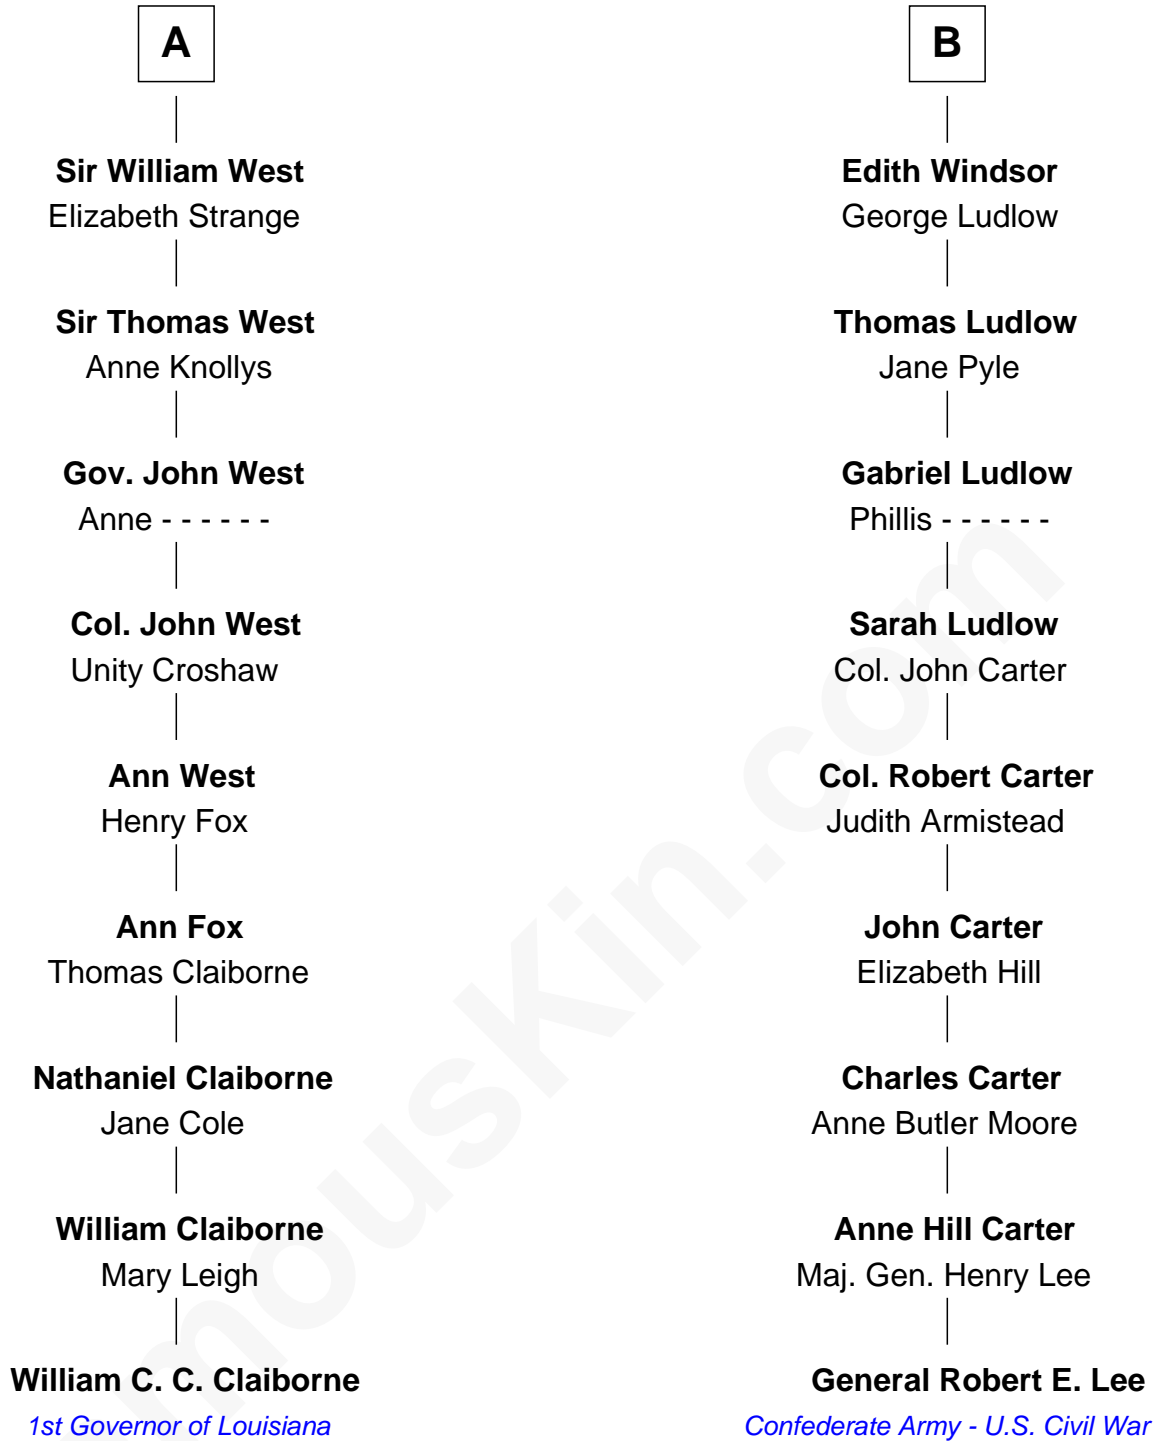 A
Sir William West
Elizabeth Strange
Sir Thomas West
Anne Knollys
Gov. John West
Anne - - - - - -
Col. John West
Unity Croshaw
Ann West
Henry Fox
Ann Fox
Thomas Claiborne
Nathaniel Claiborne
Jane Cole
William Claiborne
Mary Leigh
William C. C. Claiborne
1st Governor of Louisiana
B
Edith Windsor
George Ludlow
Thomas Ludlow
Jane Pyle
Gabriel Ludlow
Phillis - - - - - -
Sarah Ludlow
Col. John Carter
Col. Robert Carter
Judith Armistead
John Carter
Elizabeth Hill
Charles Carter
Anne Butler Moore
Anne Hill Carter
Maj. Gen. Henry Lee
General Robert E. Lee
Confederate Army - U.S. Civil War
mousKin.com